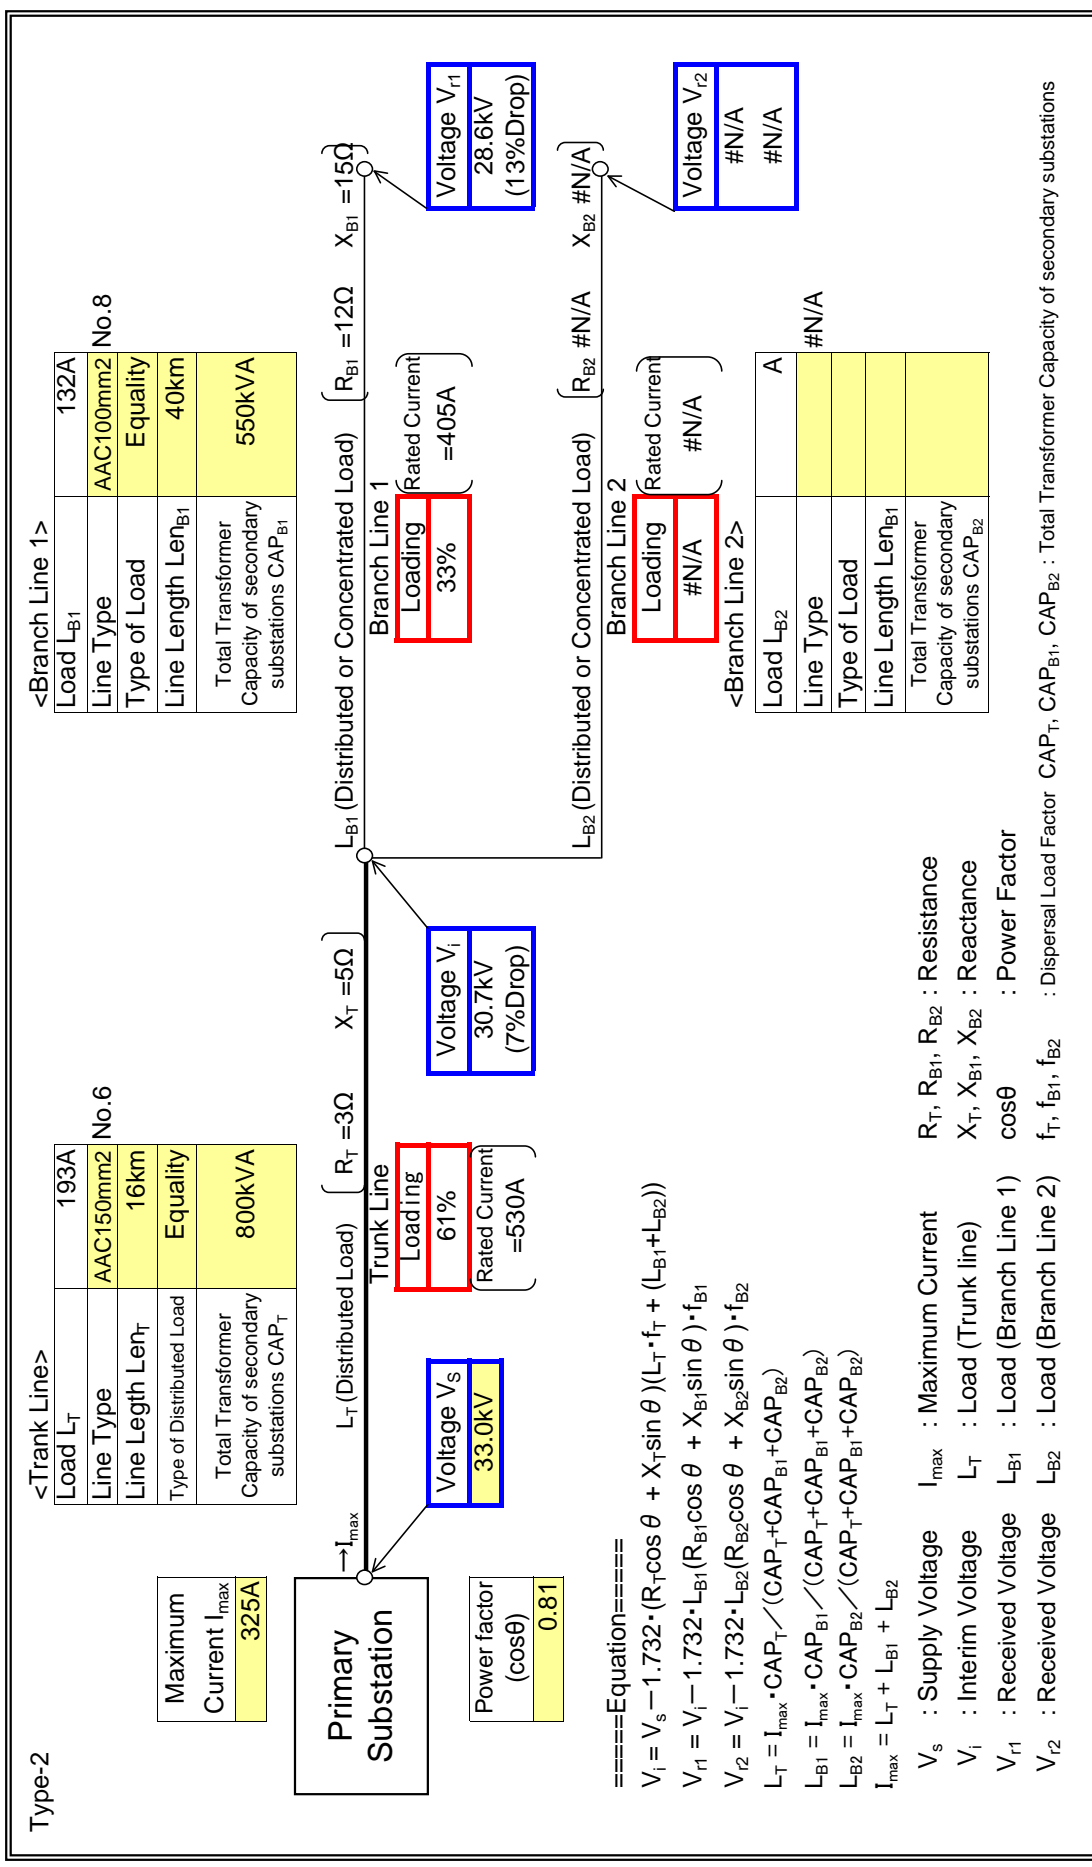 Type-2
Maximum
Current Imax
325A
<Trank Line>
Load LT 193A
Line Type AAC150mm2 No.6
Line Legth LenT 16km
Type of Distributed Load Equality
Total Transformer
Capacity of secondary
substations CAPT
800kVA
<Branch Line 1>
Load LB1 132A
Line Type AAC100mm2 No.8
Type of Load Equality
Line Length LenB1 40km
Total Transformer
Capacity of secondary
substations CAPB1
550kVA
Primary
Substation
→Imax
LT (Distributed Load)
RT =3Ω XT =5Ω
LB1 (Distributed or Concentrated Load)
RB1 =12Ω XB1 =15Ω
Trunk Line
Loading
61%
Rated Current
=530A
Branch Line 1
Loading
33%
Rated Current
=405A
Power factor
(cosθ)
0.81
Voltage VS
33.0kV
Voltage Vi
30.7kV
(7%Drop)
Voltage Vr1
28.6kV
(13%Drop)
LB2 (Distributed or Concentrated Load)
RB2 #N/A XB2 #N/A
Branch Line 2
Loading
#N/A
Rated Current
#N/A
Voltage Vr2
#N/A
#N/A
<Branch Line 2>
Load LB2 A
Line Type #N/A
Type of Load
Line Length LenB1
Total Transformer
Capacity of secondary
substations CAPB2
=====Equation=====
Vi = Vs−1.732・(RTcos θ + XTsin θ)(LT・fT + (LB1+LB2))
Vr1 = Vi−1.732・LB1(RB1cos θ + XB1sin θ)・fB1
Vr2 = Vi−1.732・LB2(RB2cos θ + XB2sin θ)・fB2
LT = Imax・CAPT／(CAPT+CAPB1+CAPB2)
LB1 = Imax・CAPB1／(CAPT+CAPB1+CAPB2)
LB2 = Imax・CAPB2／(CAPT+CAPB1+CAPB2)
Imax = LT + LB1 + LB2
Vs : Supply Voltage Imax : Maximum Current RT, RB1, RB2 : Resistance
Vi : Interim Voltage LT : Load (Trunk line) XT, XB1, XB2 : Reactance
Vr1 : Received Voltage LB1 : Load (Branch Line 1) cosθ : Power Factor
Vr2 : Received Voltage LB2 : Load (Branch Line 2) fT, fB1, fB2 : Dispersal Load Factor CAPT, CAPB1, CAPB2 : Total Transformer Capacity of secondary substations